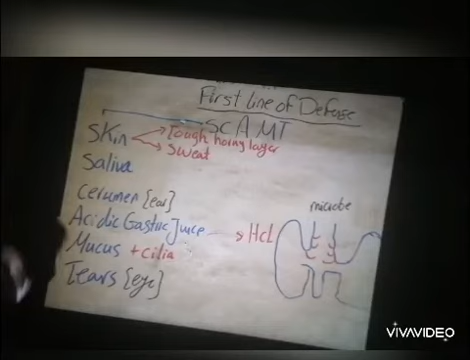 First line of Defense
SCAMT
Skin → Tough horny layer
→ Sweat
Saliva
Cerumen [ear]
Acidic Gastric Juice → Hcl
microbe
Mucus + cilia
Tears [eye]
VIVAVIDEO